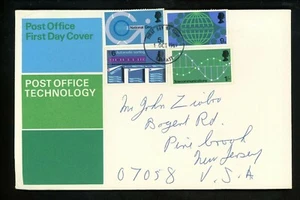 Post Office
First Day Cover
POST OFFICE
TECHNOLOGY
Mr John Ziobro
Bogert Rd.
Pine brook
New Jersey
07058 U.S.A